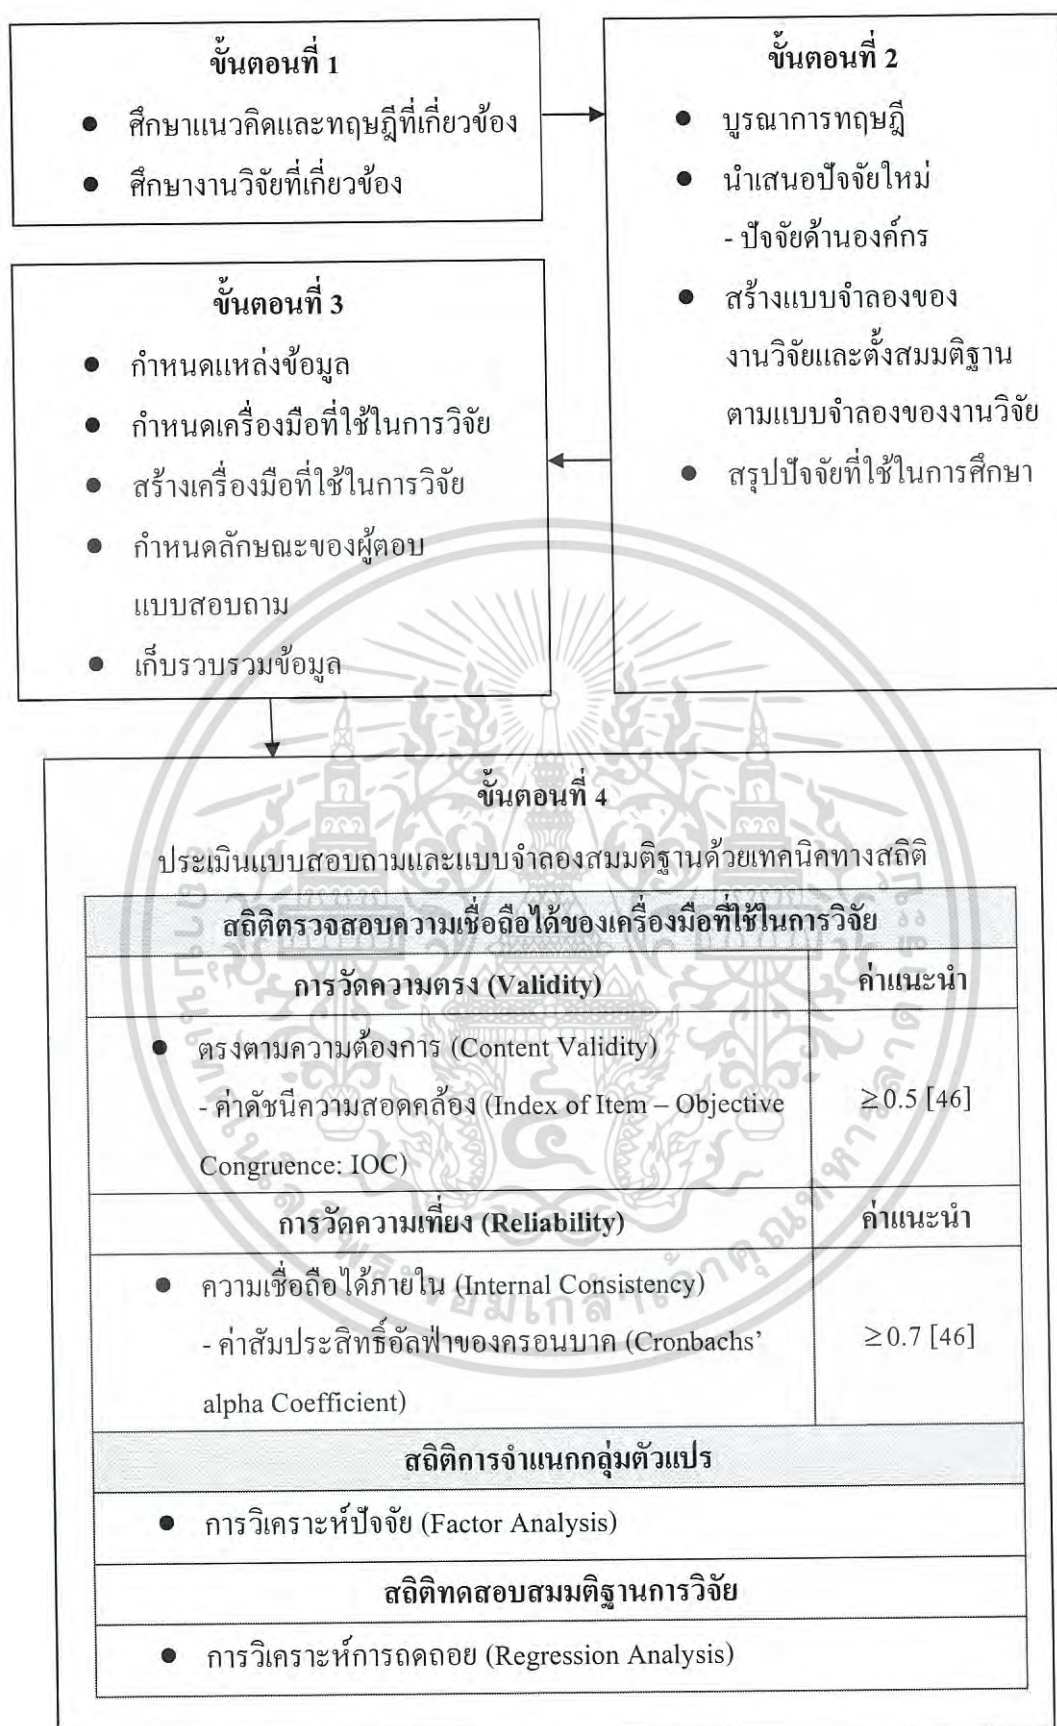 ขั้นตอนที่ 1
● ศึกษาแนวคิดและทฤษฎีที่เกี่ยวข้อง
● ศึกษางานวิจัยที่เกี่ยวข้อง
ขั้นตอนที่ 2
● บูรณาการทฤษฎี
● นำเสนอปัจจัยใหม่
- ปัจจัยด้านองค์กร
● สร้างแบบจำลองของ
งานวิจัยและตั้งสมมติฐาน
ตามแบบจำลองของงานวิจัย
● สรุปปัจจัยที่ใช้ในการศึกษา
ขั้นตอนที่ 3
● กำหนดแหล่งข้อมูล
● กำหนดเครื่องมือที่ใช้ในการวิจัย
● สร้างเครื่องมือที่ใช้ในการวิจัย
● กำหนดลักษณะของผู้ตอบ
แบบสอบถาม
● เก็บรวบรวมข้อมูล
ขั้นตอนที่ 4
ประเมินแบบสอบถามและแบบจำลองสมมติฐานด้วยเทคนิคทางสถิติ
สถิติตรวจสอบความเชื่อถือได้ของเครื่องมือที่ใช้ในการวิจัย
การวัดความตรง (Validity) ค่าแนะนำ
● ตรงตามความต้องการ (Content Validity)
- ค่าดัชนีความสอดคล้อง (Index of Item – Objective ≥0.5 [46]
Congruence: IOC)
การวัดความเที่ยง (Reliability) ค่าแนะนำ
● ความเชื่อถือได้ภายใน (Internal Consistency)
- ค่าสัมประสิทธิ์อัลฟ่าของครอนบาค (Cronbachs’ ≥0.7 [46]
alpha Coefficient)
สถิติการจำแนกกลุ่มตัวแปร
● การวิเคราะห์ปัจจัย (Factor Analysis)
สถิติทดสอบสมมติฐานการวิจัย
● การวิเคราะห์การถดถอย (Regression Analysis)